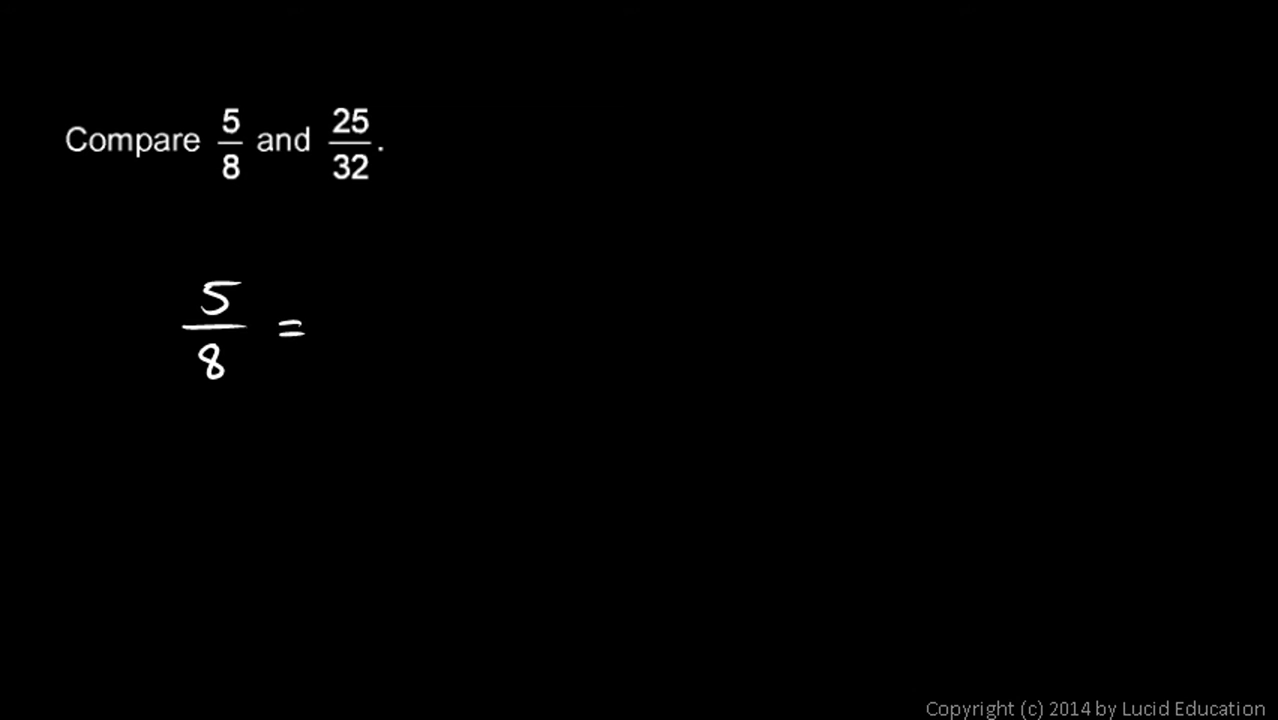 Compare 5/8 and 25/32.
5/8 =
Copyright (c) 2014 by Lucid Education